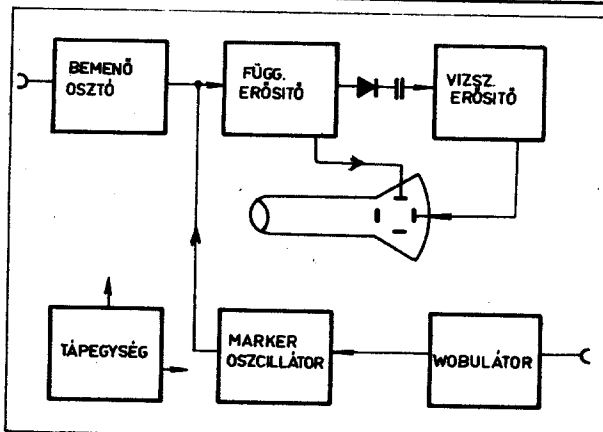 BEMENŐ
OSZTÓ
FÜGG.
ERŐSITŐ
VIZSZ.
ERŐSITŐ
TÁPEGYSÉG
MARKER
OSZCILLÁTOR
WOBULÁTOR